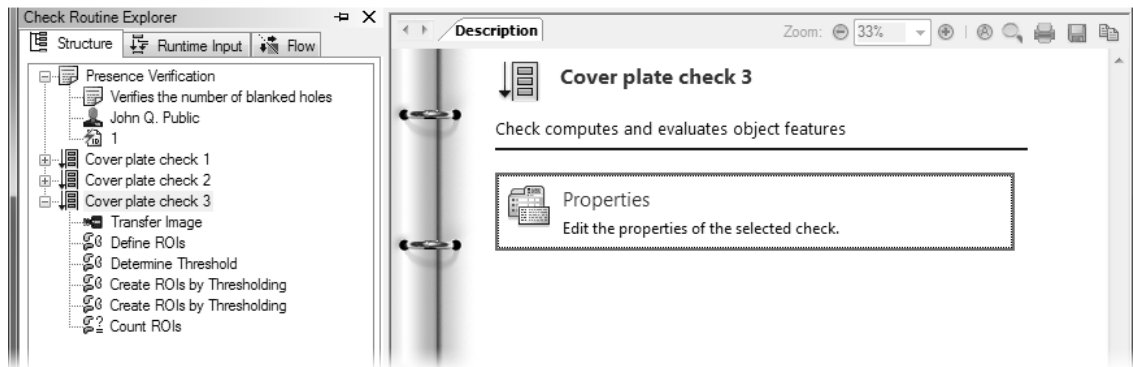 Check Routine Explorer
Structure
Runtime Input
Flow
Presence Verification
Verifies the number of blanked holes
John Q. Public
1
Cover plate check 1
Cover plate check 2
Cover plate check 3
Transfer Image
Define ROIs
Determine Threshold
Create ROIs by Thresholding
Create ROIs by Thresholding
Count ROIs
Description
Zoom: 33%
Cover plate check 3
Check computes and evaluates object features
Properties
Edit the properties of the selected check.